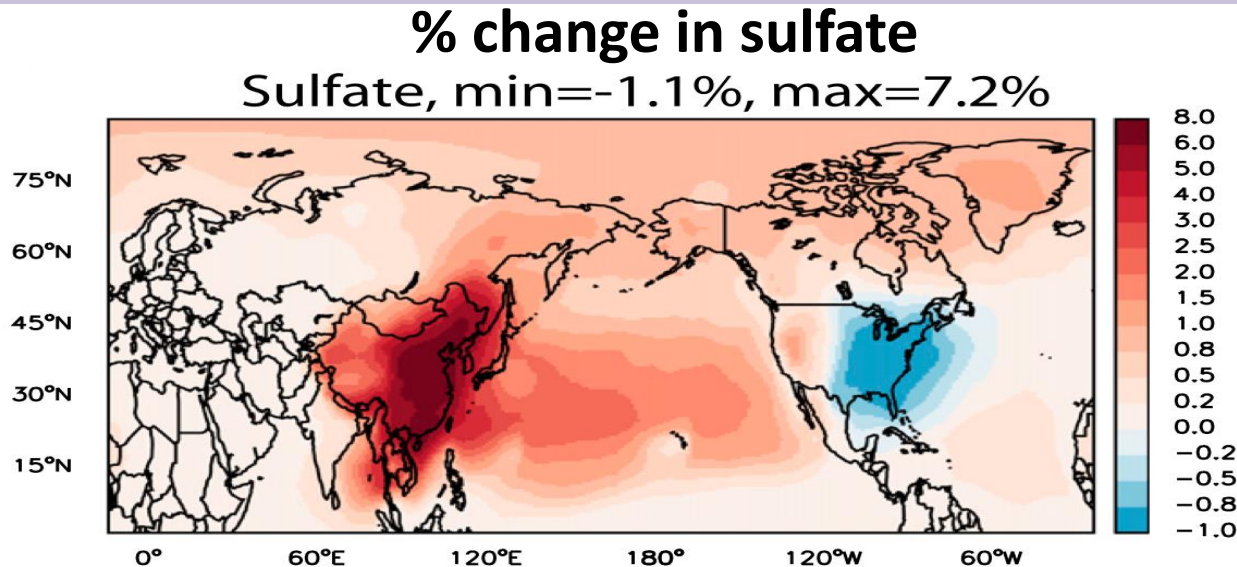 % change in sulfate
Sulfate, min=-1.1%, max=7.2%
75°N
60°N
45°N
30°N
15°N
0°
60°E
120°E
180°
120°W
60°W
8.0
6.0
5.0
4.0
3.0
2.5
2.0
1.5
1.0
0.8
0.5
0.2
0.0
−0.2
−0.5
−0.8
−1.0